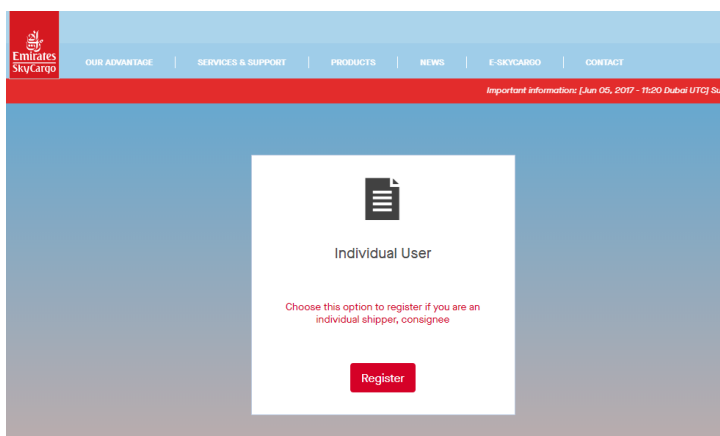 Emirates
SkyCargo
OUR ADVANTAGE
SERVICES & SUPPORT
PRODUCTS
NEWS
E-SKYCARGO
CONTACT
Important information: [Jun 05, 2017 - 11:20 Dubai UTC] Su
Individual User
Choose this option to register if you are an
individual shipper, consignee
Register